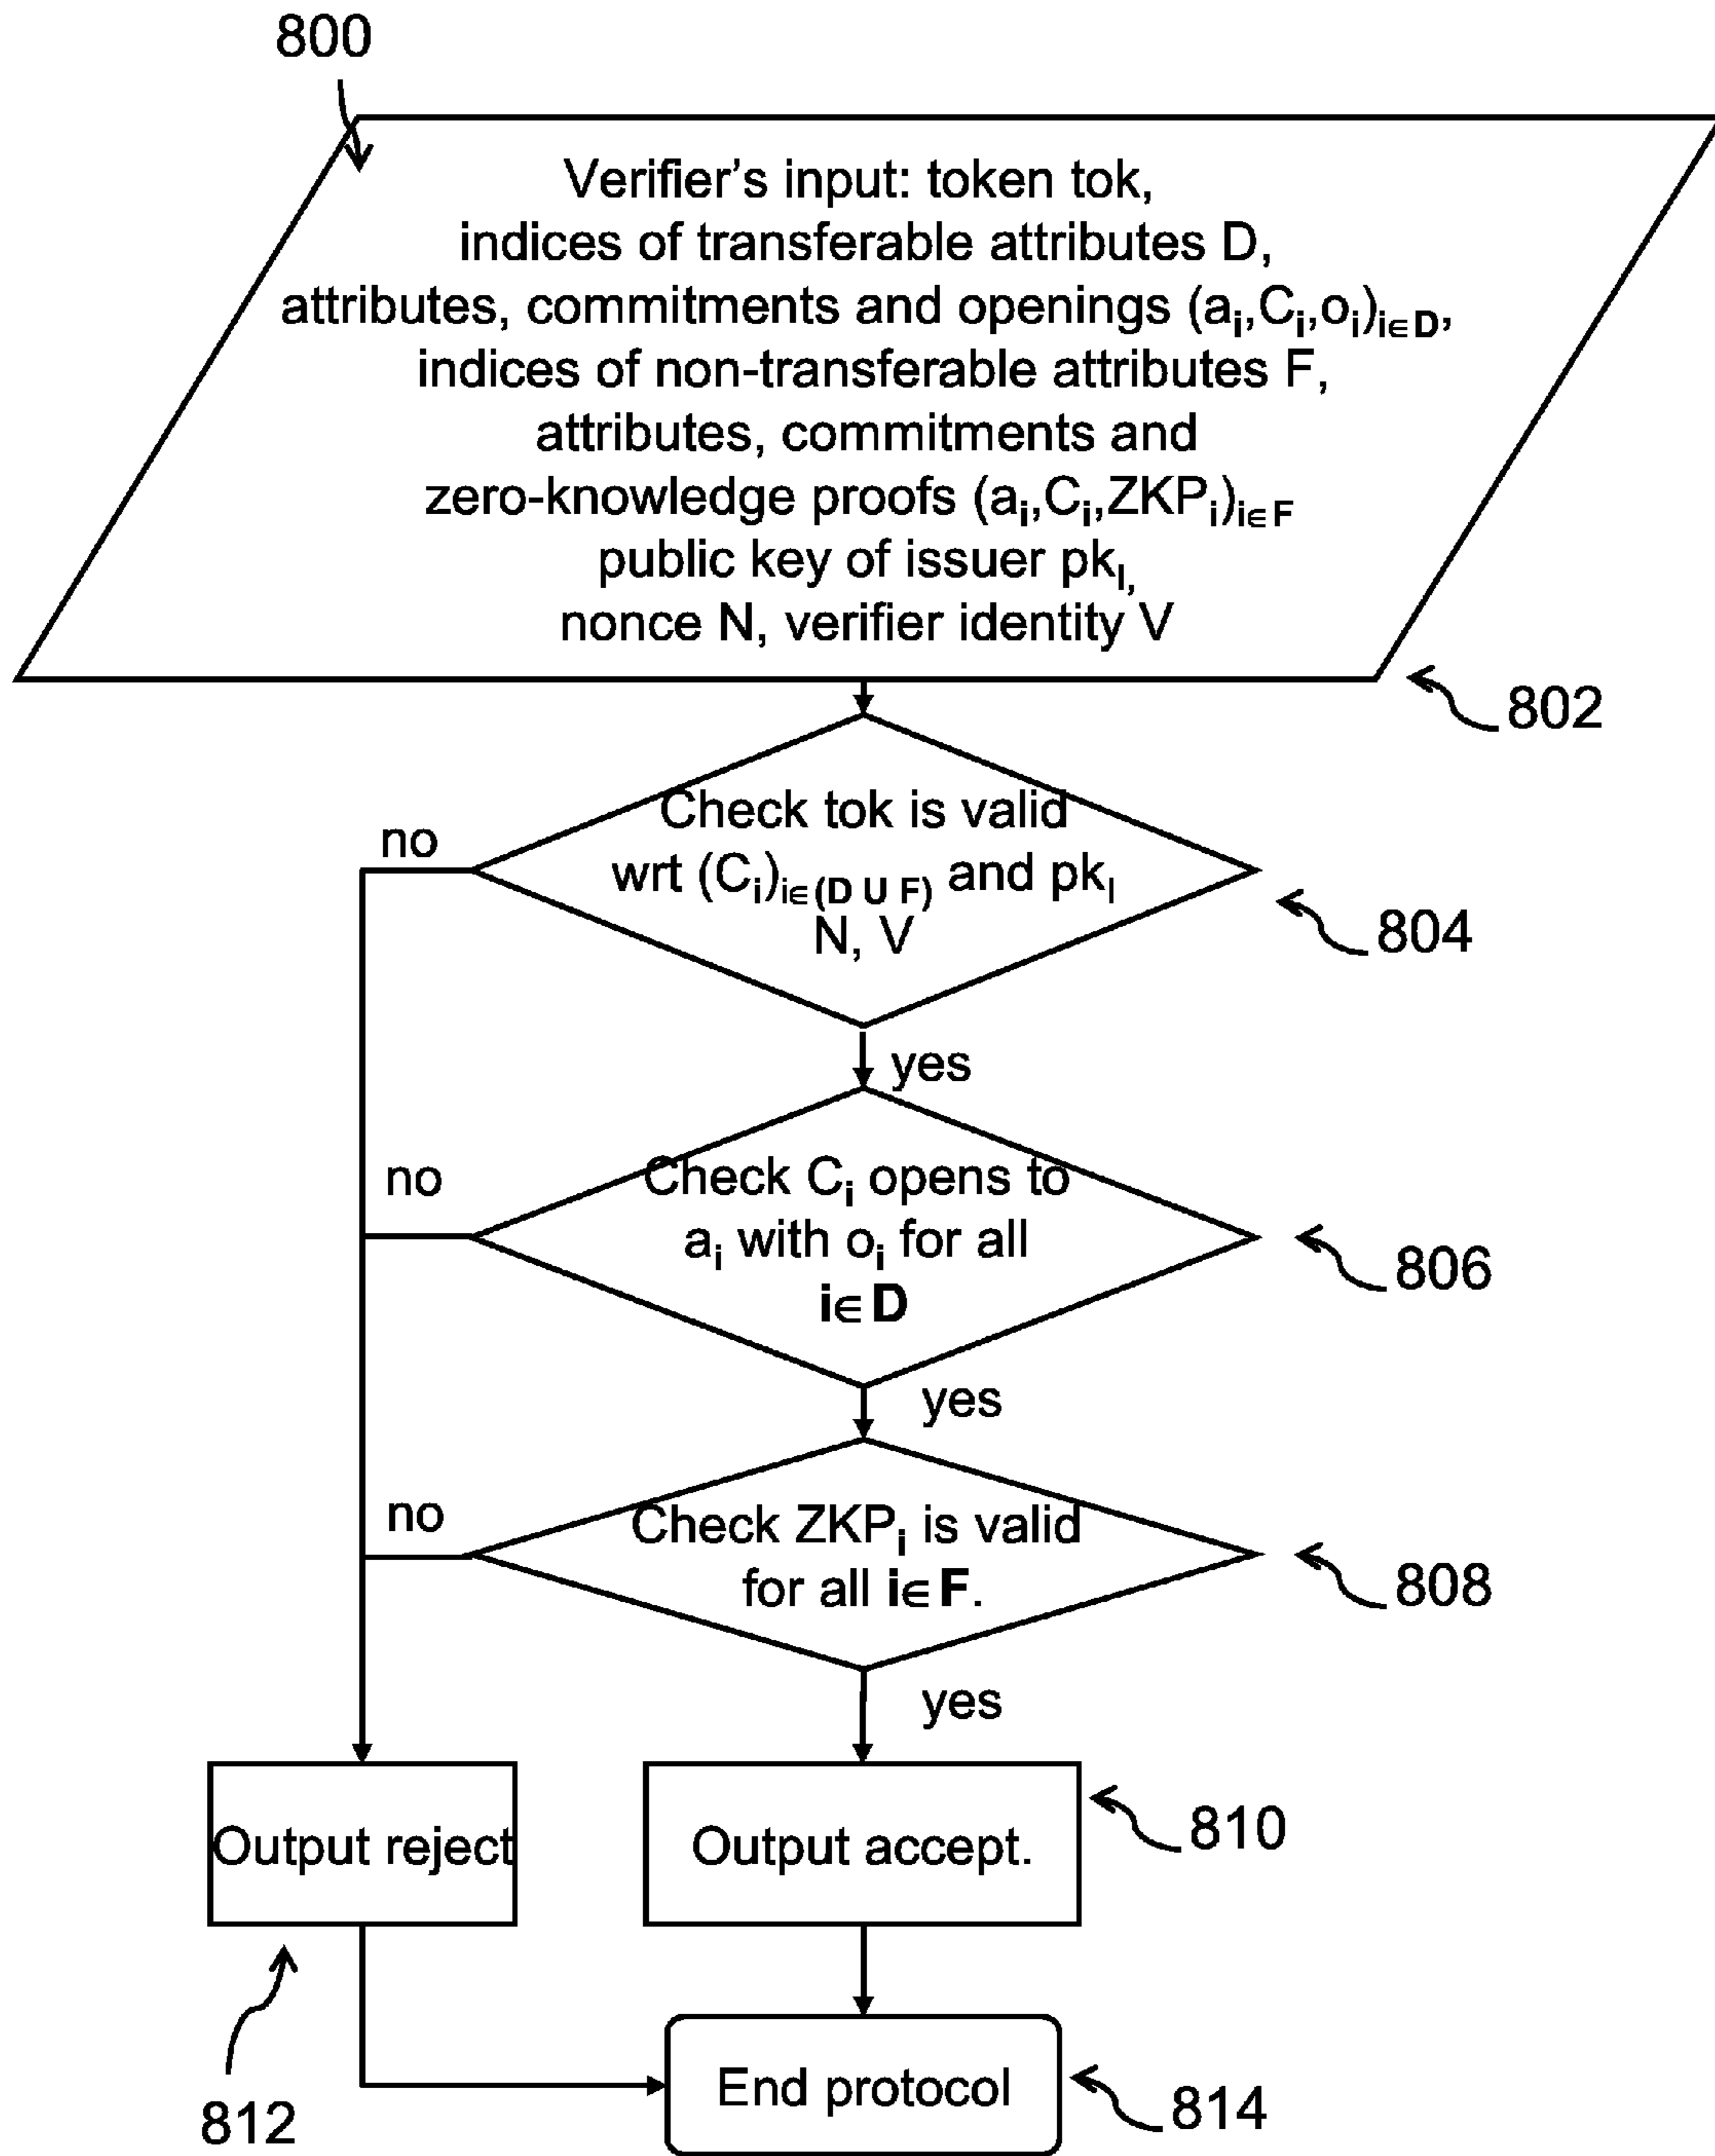 800
Verifier's input: token tok,
indices of transferable attributes D,
attributes, commitments and openings (aᵢ,Cᵢ,oᵢ)ᵢ∈D,
indices of non-transferable attributes F,
attributes, commitments and
zero-knowledge proofs (aᵢ,Cᵢ,ZKPᵢ)ᵢ∈F
public key of issuer pkI,
nonce N, verifier identity V
802
Check tok is valid
wrt (Cᵢ)ᵢ∈(D U F) and pkI
N, V
no
804
yes
Check Cᵢ opens to
aᵢ with oᵢ for all
i∈D
no
806
yes
Check ZKPᵢ is valid
for all i∈F.
no
808
yes
Output reject
Output accept.
810
812
End protocol
814